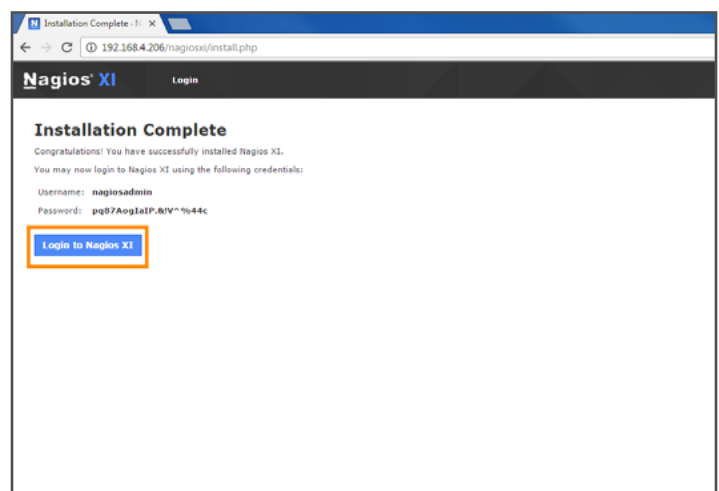 Installation Complete - N
192.168.4.206/nagiosxi/install.php
Nagios® XI
Login
Installation Complete
Congratulations! You have successfully installed Nagios XI.
You may now login to Nagios XI using the following credentials:
Username: nagiosadmin
Password: pq87AogIaIP.&!V^%44c
Login to Nagios XI